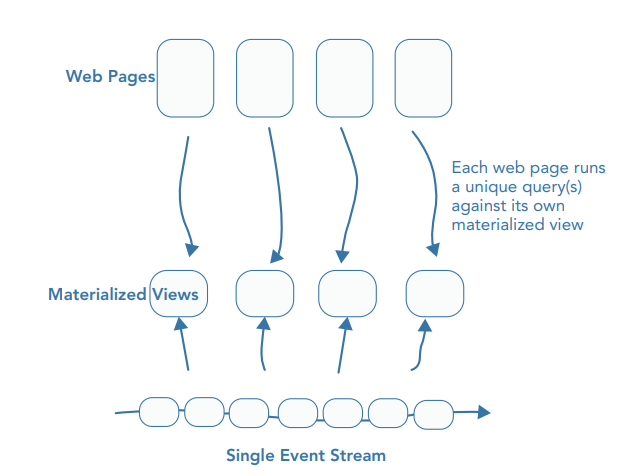 Web Pages
Each web page runs
a unique query(s)
against its own
materialized view
Materialized Views
Single Event Stream